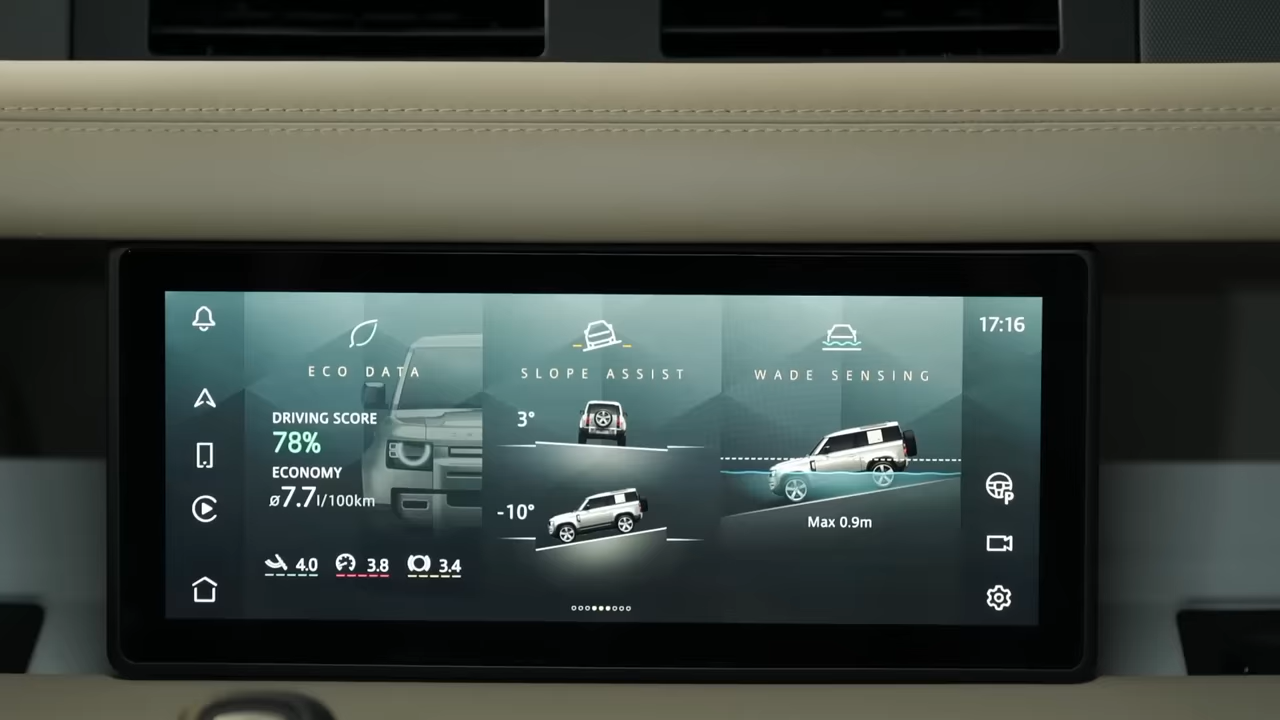 17:16
ECO DATA
DRIVING SCORE
78%
ECONOMY
ø7.7l/100km
4.0 3.8 3.4
SLOPE ASSIST
3°
-10°
WADE SENSING
Max 0.9m
P